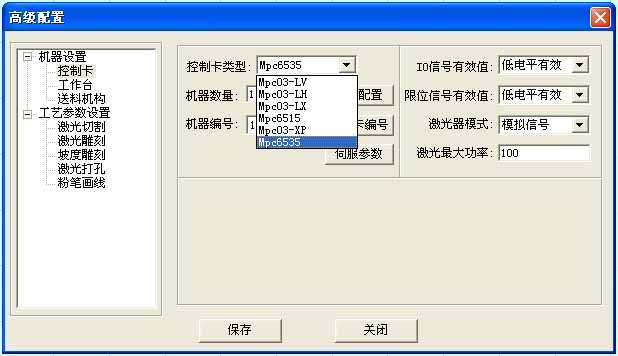 高级配置
机器设置
控制卡
工作台
送料机构
工艺参数设置
激光切割
激光雕刻
坡度雕刻
激光打孔
粉笔画线
控制卡类型: Mpc6535
Mpc03-LV
Mpc03-LH
Mpc03-LX
Mpc6515
Mpc03-XP
Mpc6535
机器数量: 1 配置
机器编号: 1 卡编号
伺服参数
IO信号有效值: 低电平有效
限位信号有效值: 低电平有效
激光器模式: 模拟信号
激光最大功率: 100
保存 关闭